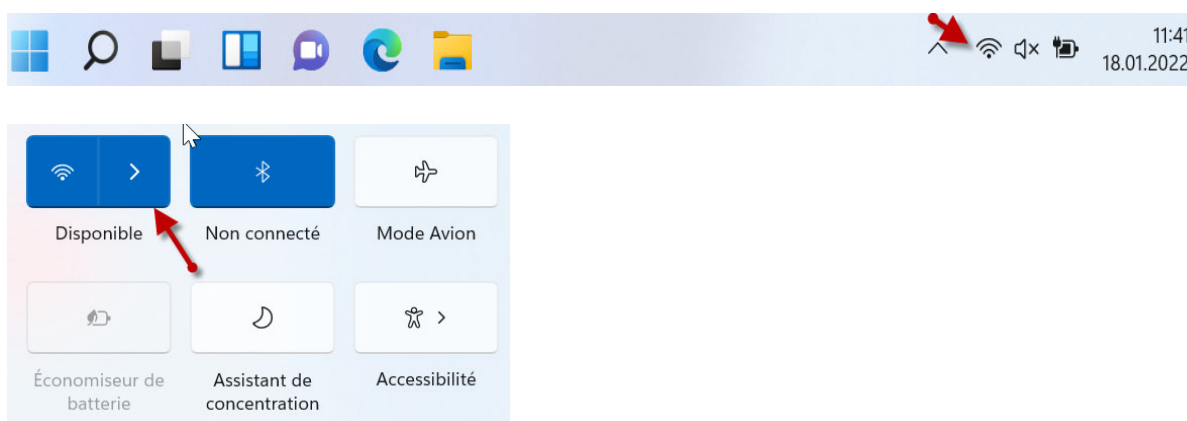 11:41
18.01.2022
Disponible
Non connecté
Mode Avion
Économiseur de
batterie
Assistant de
concentration
Accessibilité